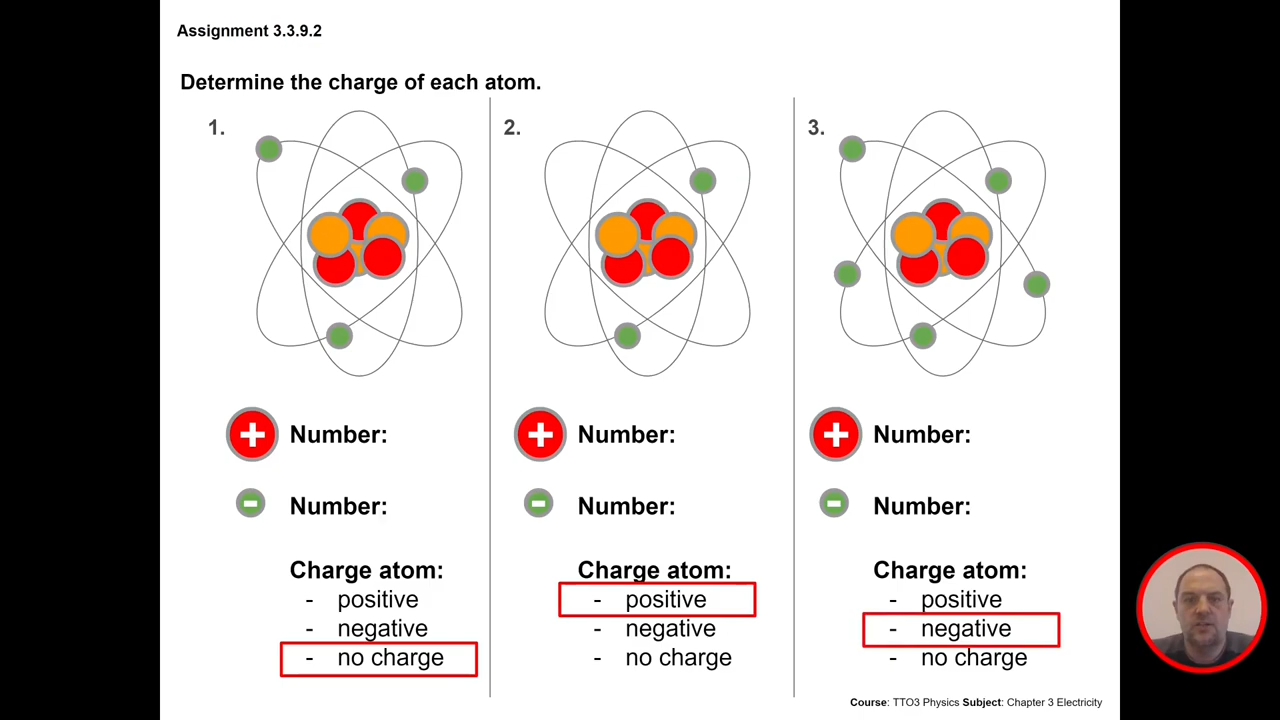 Assignment 3.3.9.2
Determine the charge of each atom.
1.
+ Number:
- Number:
Charge atom:
- positive
- negative
- no charge
2.
+ Number:
- Number:
Charge atom:
- positive
- negative
- no charge
3.
+ Number:
- Number:
Charge atom:
- positive
- negative
- no charge
Course: TTO3 Physics Subject: Chapter 3 Electricity